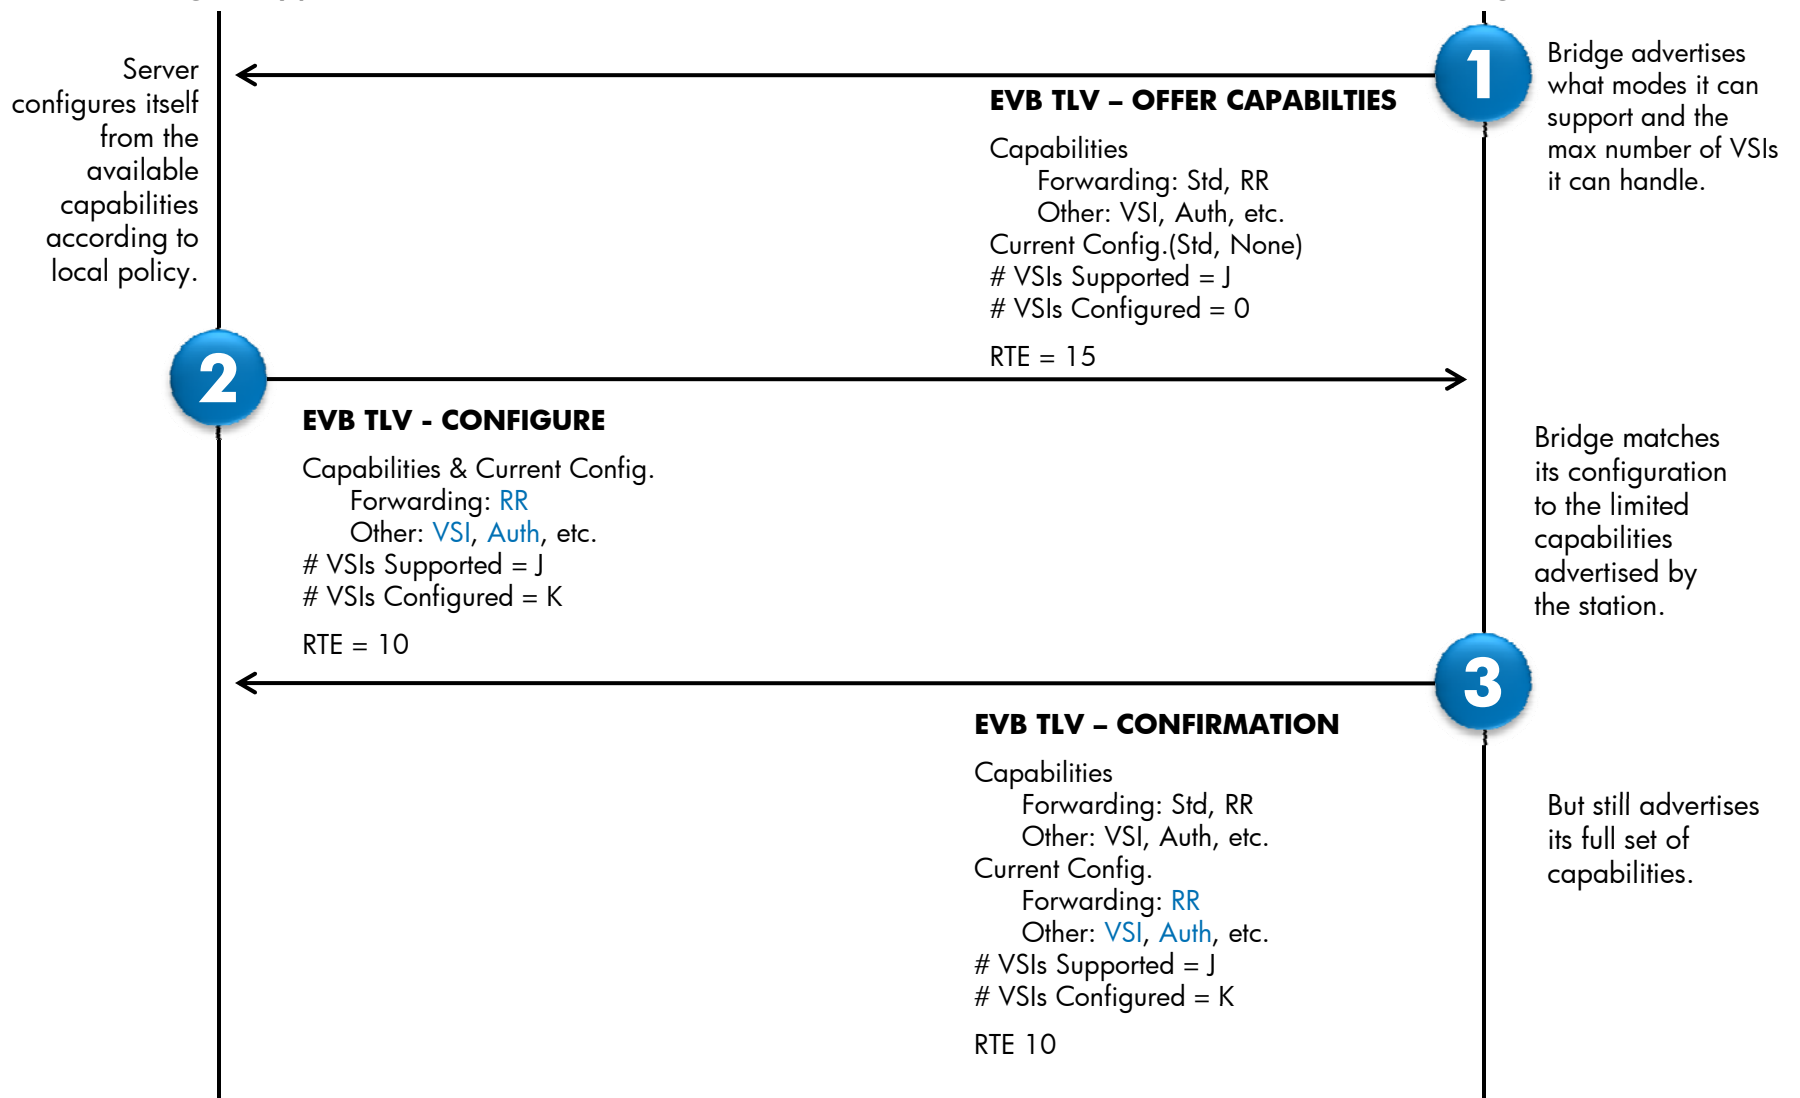 Server
configures itself
from the
available
capabilities
according to
local policy.
1
Bridge advertises
what modes it can
support and the
max number of VSIs
it can handle.
EVB TLV – OFFER CAPABILTIES
Capabilities
Forwarding: Std, RR
Other: VSI, Auth, etc.
Current Config.(Std, None)
# VSIs Supported = J
# VSIs Configured = 0
RTE = 15
2
EVB TLV - CONFIGURE
Capabilities & Current Config.
Forwarding: RR
Other: VSI, Auth, etc.
# VSIs Supported = J
# VSIs Configured = K
RTE = 10
Bridge matches
its configuration
to the limited
capabilities
advertised by
the station.
3
EVB TLV – CONFIRMATION
Capabilities
Forwarding: Std, RR
Other: VSI, Auth, etc.
Current Config.
Forwarding: RR
Other: VSI, Auth, etc.
# VSIs Supported = J
# VSIs Configured = K
RTE 10
But still advertises
its full set of
capabilities.